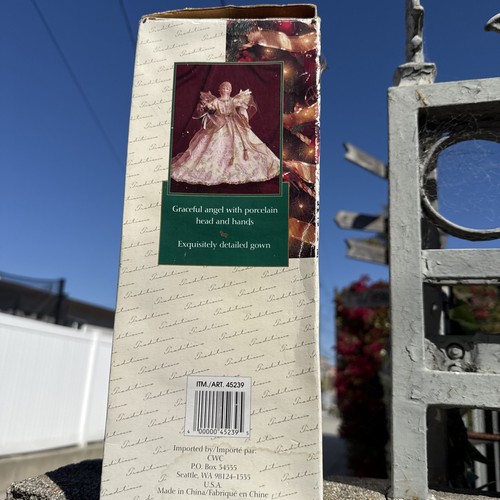 Graceful angel with porcelain
head and hands
Exquisitely detailed gown
ITM./ART. 45239
Imported by/Importé par:
CWC
P.O. Box 34535
Seattle, WA 98124-1535
U.S.A.
Made in China/Fabriqué en Chine